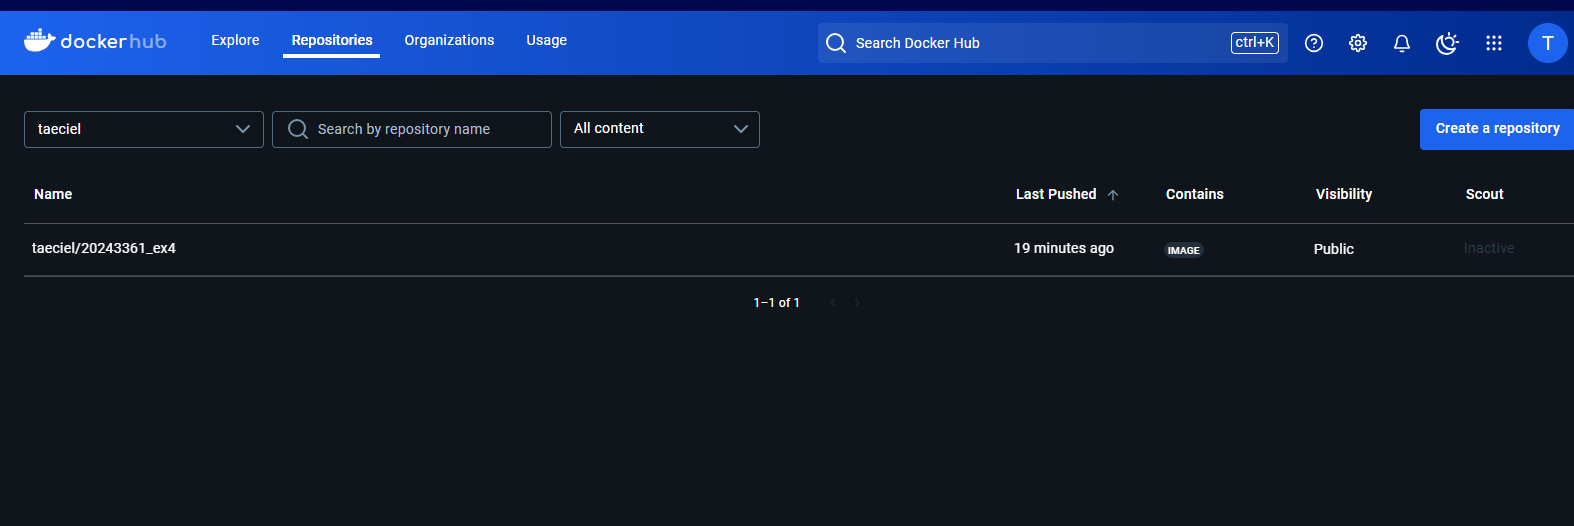 dockerhub Explore Repositories Organizations Usage Search Docker Hub ctrl+K T
taeciel Search by repository name All content Create a repository
Name Last Pushed Contains Visibility Scout
taeciel/20243361_ex4 19 minutes ago IMAGE Public Inactive
1–1 of 1